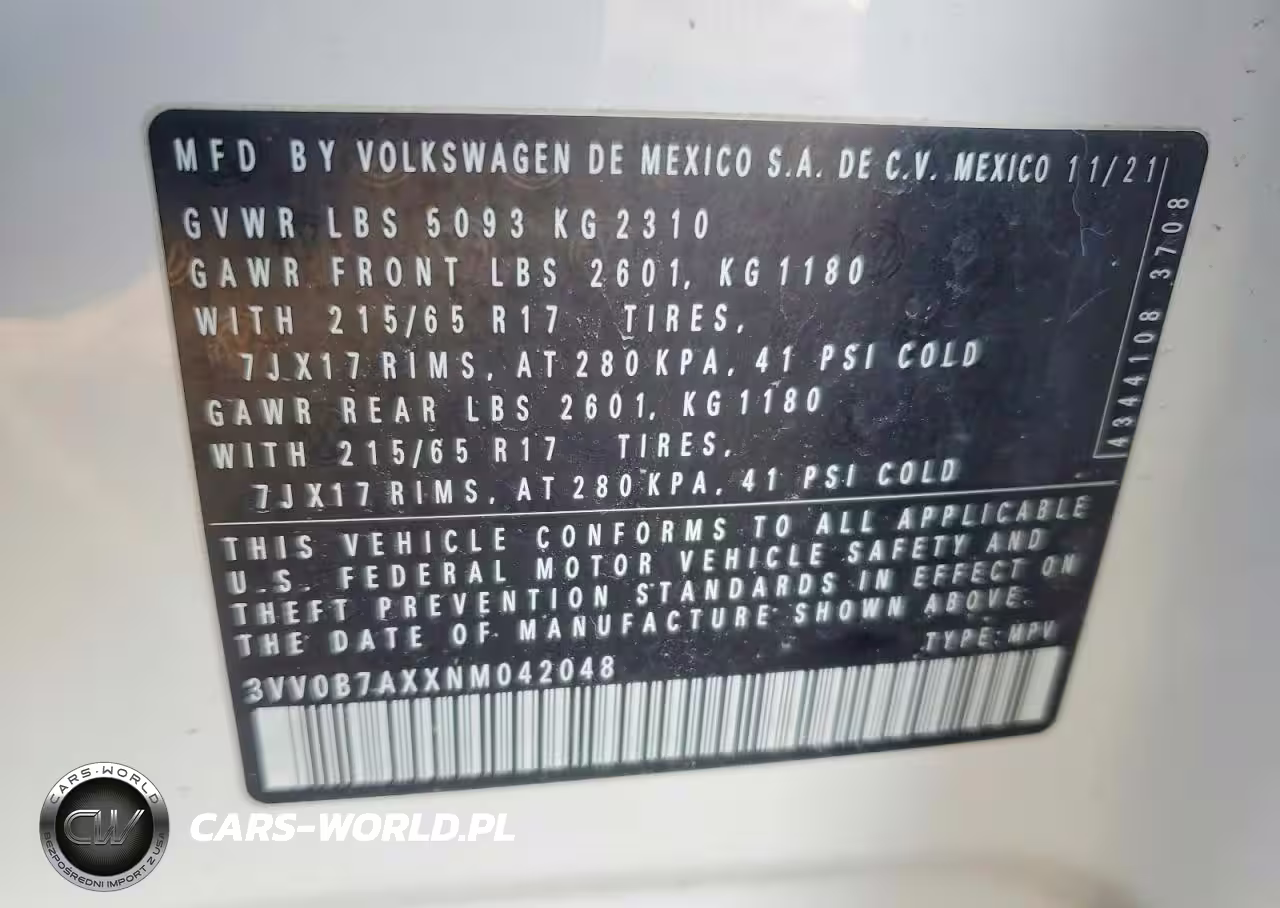 MFD BY VOLKSWAGEN DE MEXICO S.A. DE C.V. MEXICO 11/21
GVWR LBS 5093 KG 2310
GAWR FRONT LBS 2601, KG 1180
WITH 215/65 R17 TIRES,
7JX17 RIMS, AT 280 KPA, 41 PSI COLD
GAWR REAR LBS 2601, KG 1180
WITH 215/65 R17 TIRES,
7JX17 RIMS, AT 280 KPA, 41 PSI COLD
4344108 3708
THIS VEHICLE CONFORMS TO ALL APPLICABLE
U.S. FEDERAL MOTOR VEHICLE SAFETY AND
THEFT PREVENTION STANDARDS IN EFFECT ON
THE DATE OF MANUFACTURE SHOWN ABOVE.
TYPE: MPV
3VV0B7AXXNM042048
CARS-WORLD
CW
BEZPOŚREDNI IMPORT Z USA
CARS-WORLD.PL